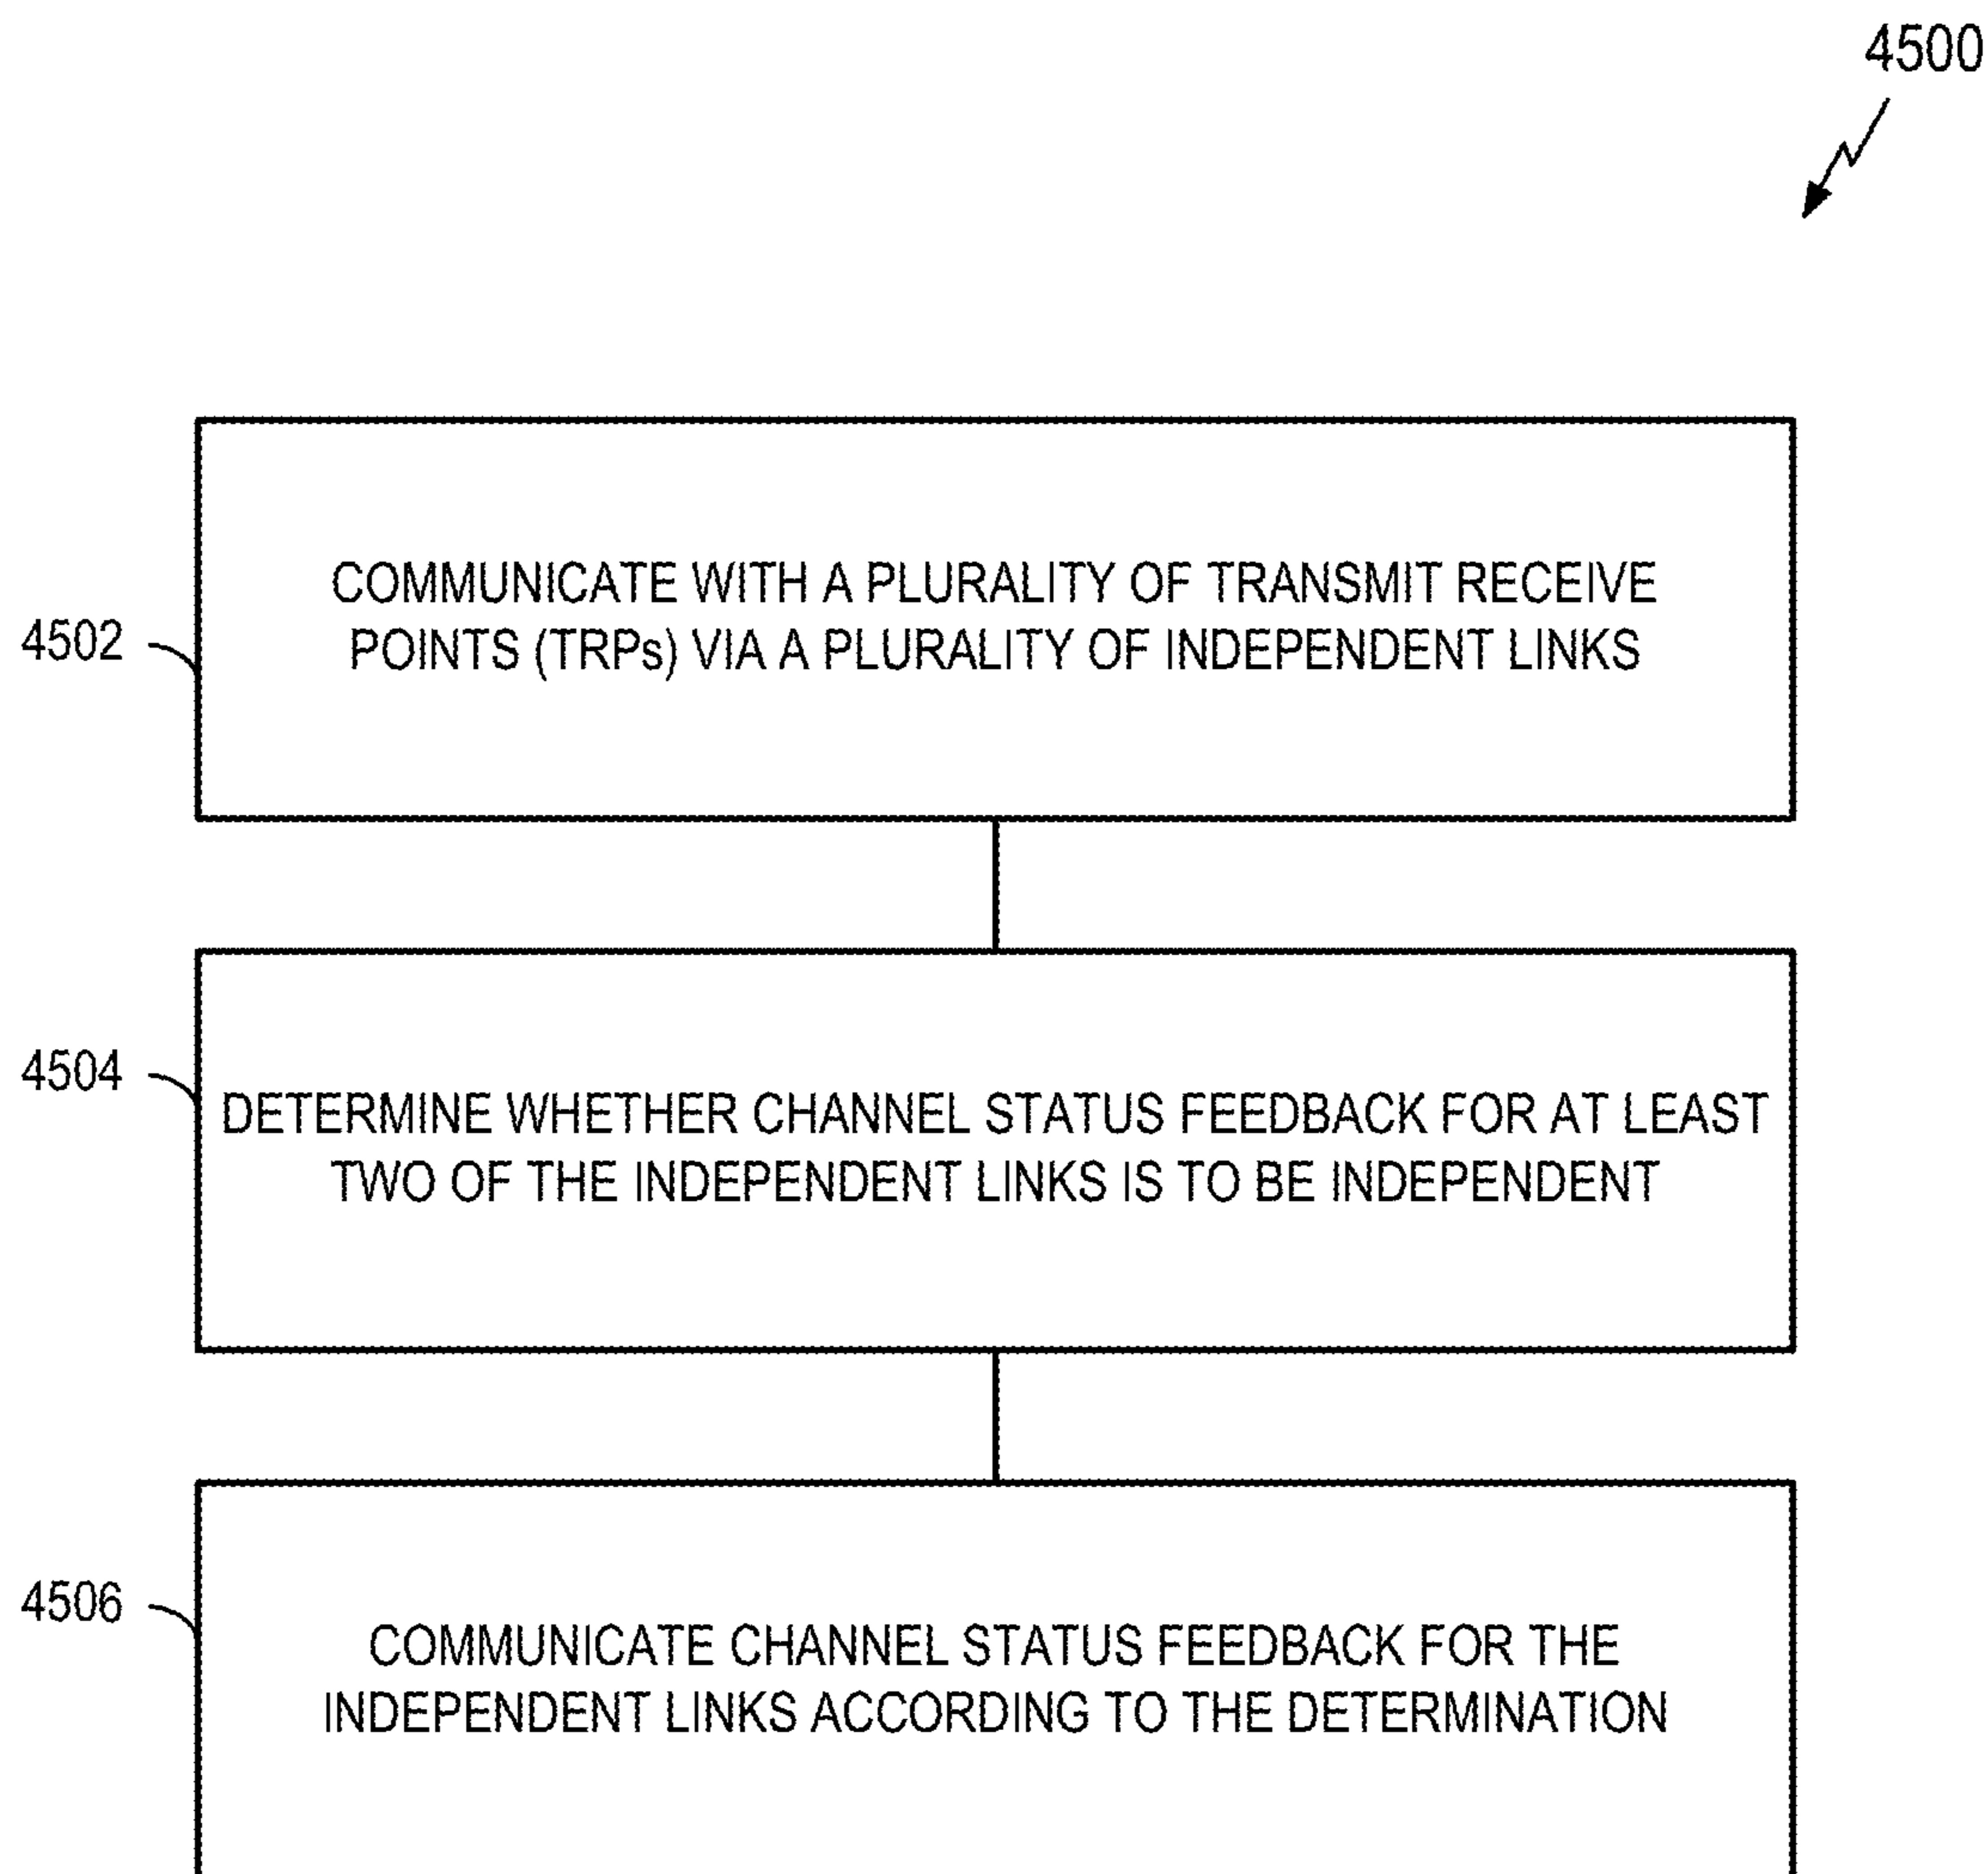 4500
COMMUNICATE WITH A PLURALITY OF TRANSMIT RECEIVE
POINTS (TRPs) VIA A PLURALITY OF INDEPENDENT LINKS
4502
4504
DETERMINE WHETHER CHANNEL STATUS FEEDBACK FOR AT LEAST
TWO OF THE INDEPENDENT LINKS IS TO BE INDEPENDENT
4506
COMMUNICATE CHANNEL STATUS FEEDBACK FOR THE
INDEPENDENT LINKS ACCORDING TO THE DETERMINATION